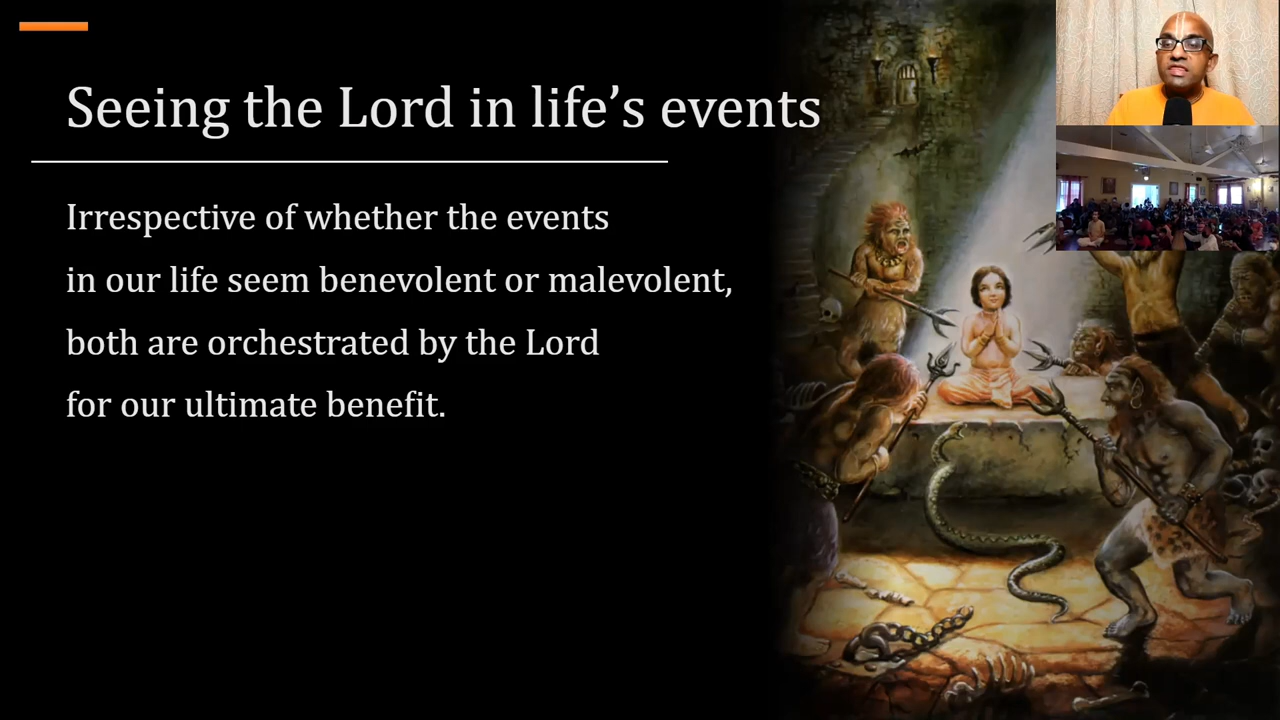 Seeing the Lord in life’s events
Irrespective of whether the events
in our life seem benevolent or malevolent,
both are orchestrated by the Lord
for our ultimate benefit.